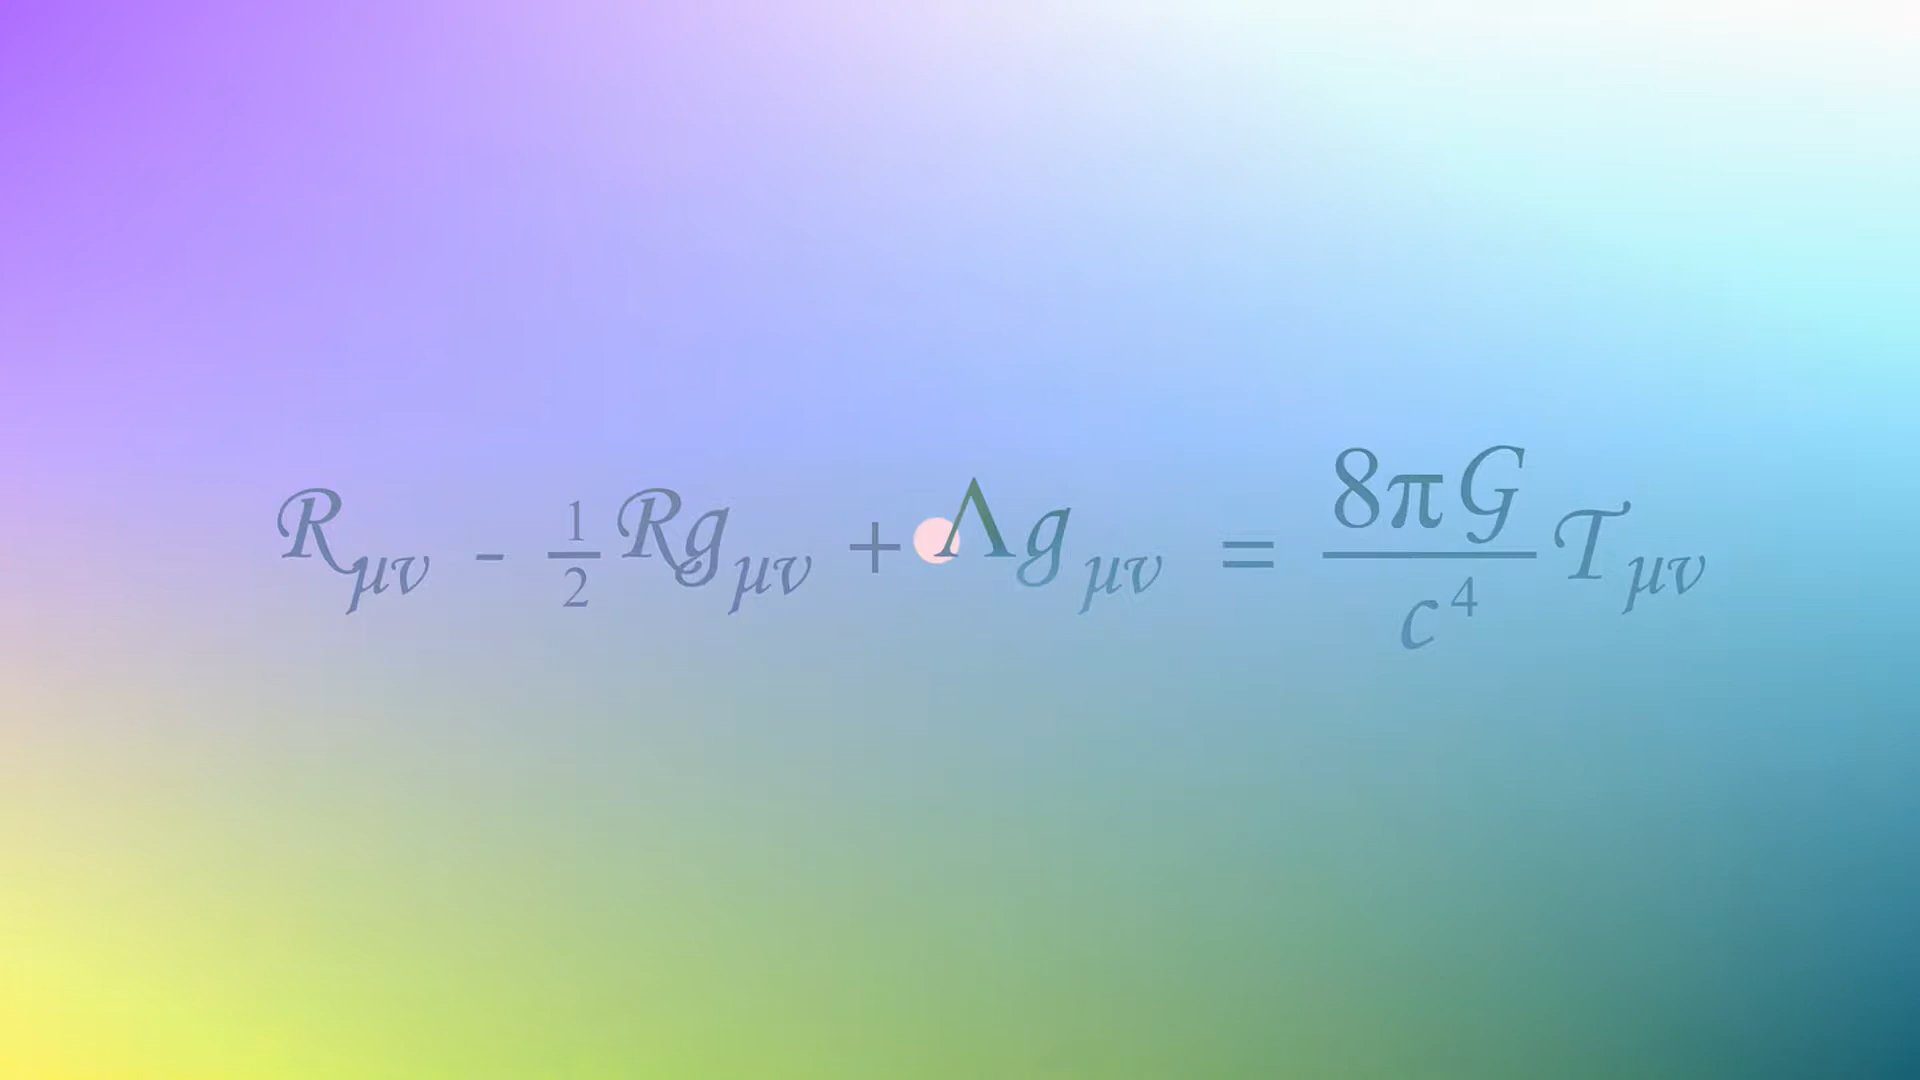 ℛμν - ½ℛgμν + Λgμν = 8πG/c⁴ 𝒯μν